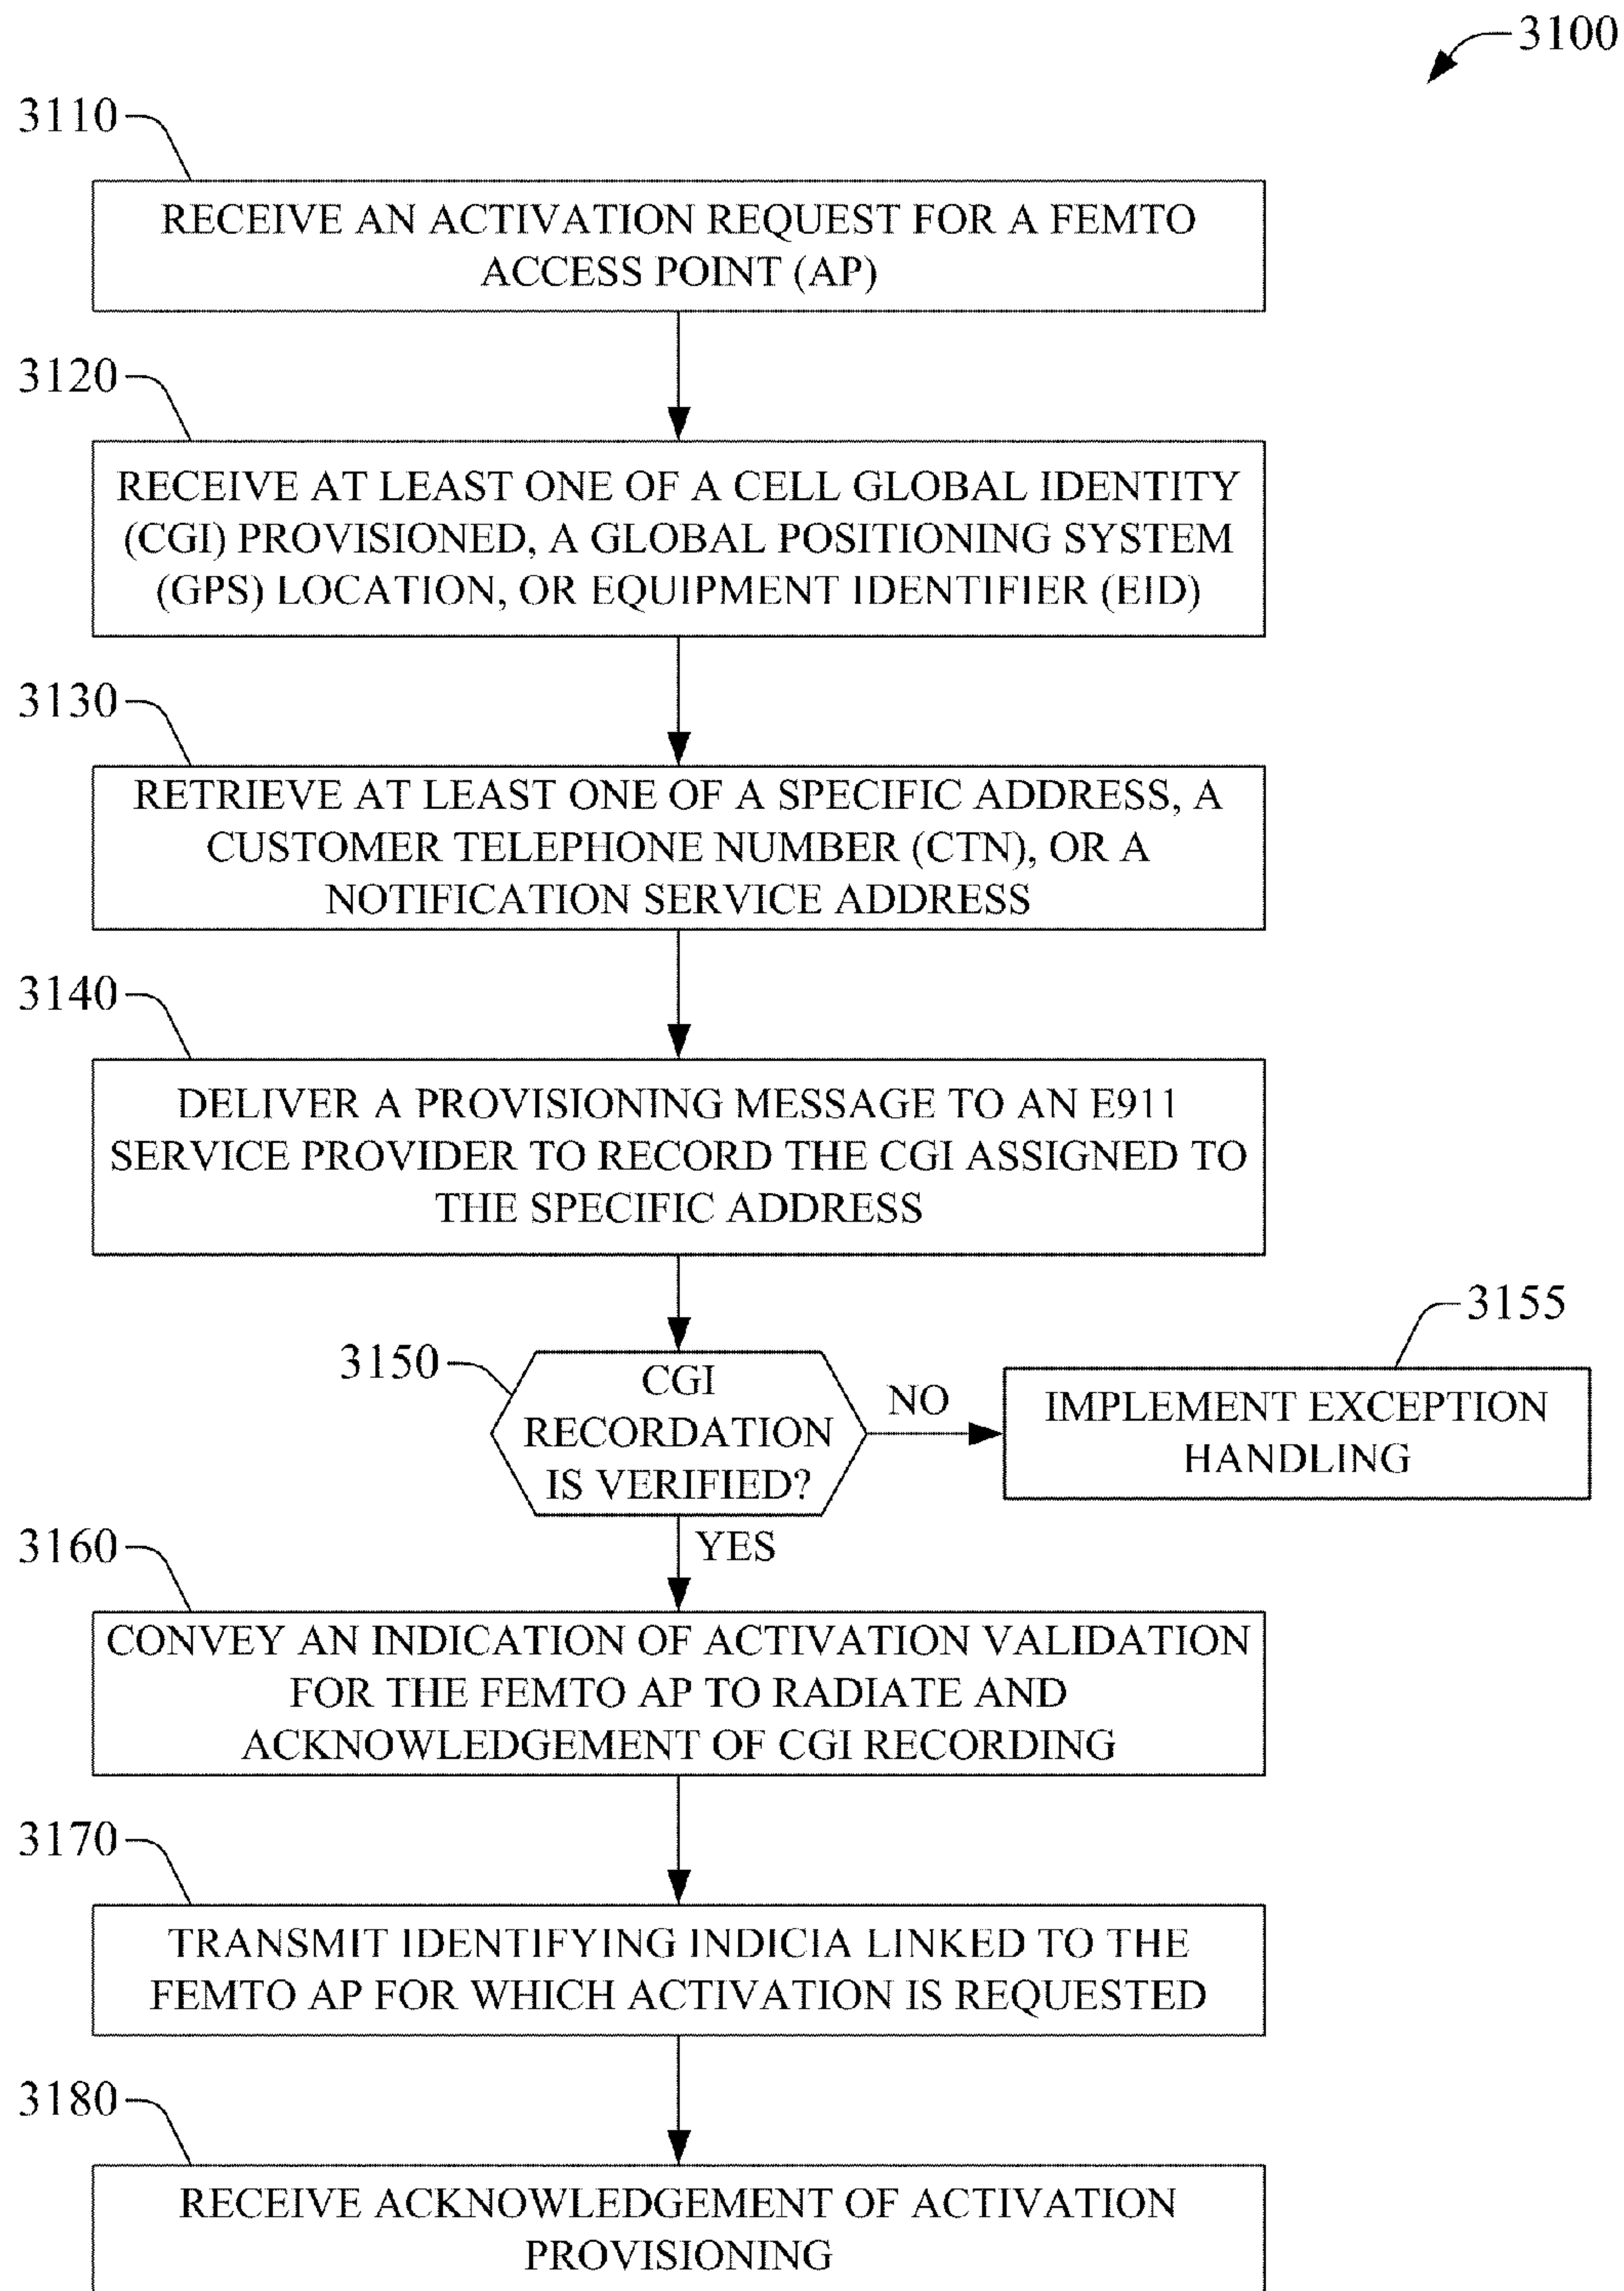 3100
3110
RECEIVE AN ACTIVATION REQUEST FOR A FEMTO
ACCESS POINT (AP)
3120
RECEIVE AT LEAST ONE OF A CELL GLOBAL IDENTITY
(CGI) PROVISIONED, A GLOBAL POSITIONING SYSTEM
(GPS) LOCATION, OR EQUIPMENT IDENTIFIER (EID)
3130
RETRIEVE AT LEAST ONE OF A SPECIFIC ADDRESS, A
CUSTOMER TELEPHONE NUMBER (CTN), OR A
NOTIFICATION SERVICE ADDRESS
3140
DELIVER A PROVISIONING MESSAGE TO AN E911
SERVICE PROVIDER TO RECORD THE CGI ASSIGNED TO
THE SPECIFIC ADDRESS
3150
CGI
RECORDATION
IS VERIFIED?
NO
3155
IMPLEMENT EXCEPTION
HANDLING
YES
3160
CONVEY AN INDICATION OF ACTIVATION VALIDATION
FOR THE FEMTO AP TO RADIATE AND
ACKNOWLEDGEMENT OF CGI RECORDING
3170
TRANSMIT IDENTIFYING INDICIA LINKED TO THE
FEMTO AP FOR WHICH ACTIVATION IS REQUESTED
3180
RECEIVE ACKNOWLEDGEMENT OF ACTIVATION
PROVISIONING